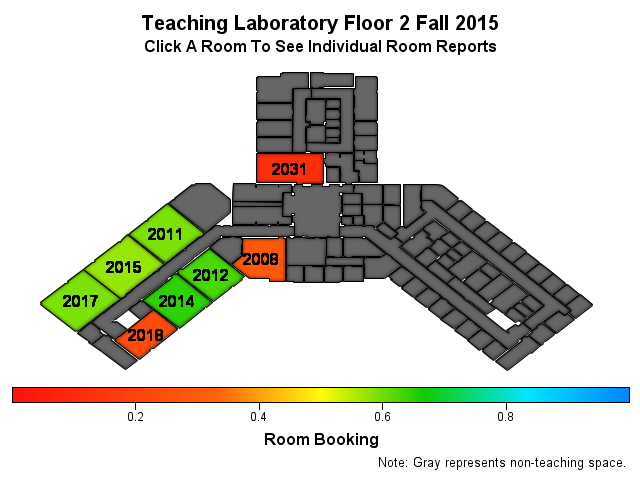 Teaching Laboratory Floor 2 Fall 2015
Click A Room To See Individual Room Reports
2031
2011
2015
2008
2012
2017
2014
2018
0.2 0.4 0.6 0.8
Room Booking
Note: Gray represents non-teaching space.